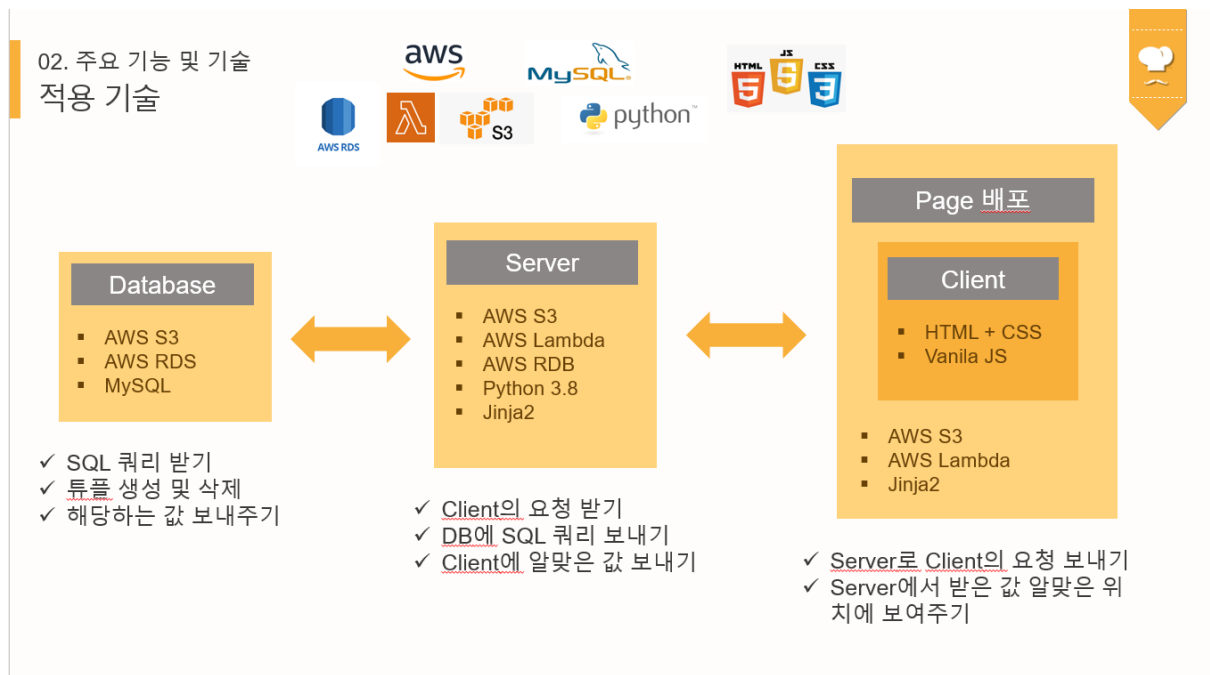 02. 주요 기능 및 기술
적용 기술
aws
MySQL
HTML
JS
CSS
5
5
3
AWS RDS
S3
python™
Page 배포
Client
HTML + CSS
Vanila JS
AWS S3
AWS Lambda
Jinja2
Server
AWS S3
AWS Lambda
AWS RDB
Python 3.8
Jinja2
Database
AWS S3
AWS RDS
MySQL
SQL 쿼리 받기
튜플 생성 및 삭제
해당하는 값 보내주기
Client의 요청 받기
DB에 SQL 쿼리 보내기
Client에 알맞은 값 보내기
Server로 Client의 요청 보내기
Server에서 받은 값 알맞은 위
치에 보여주기